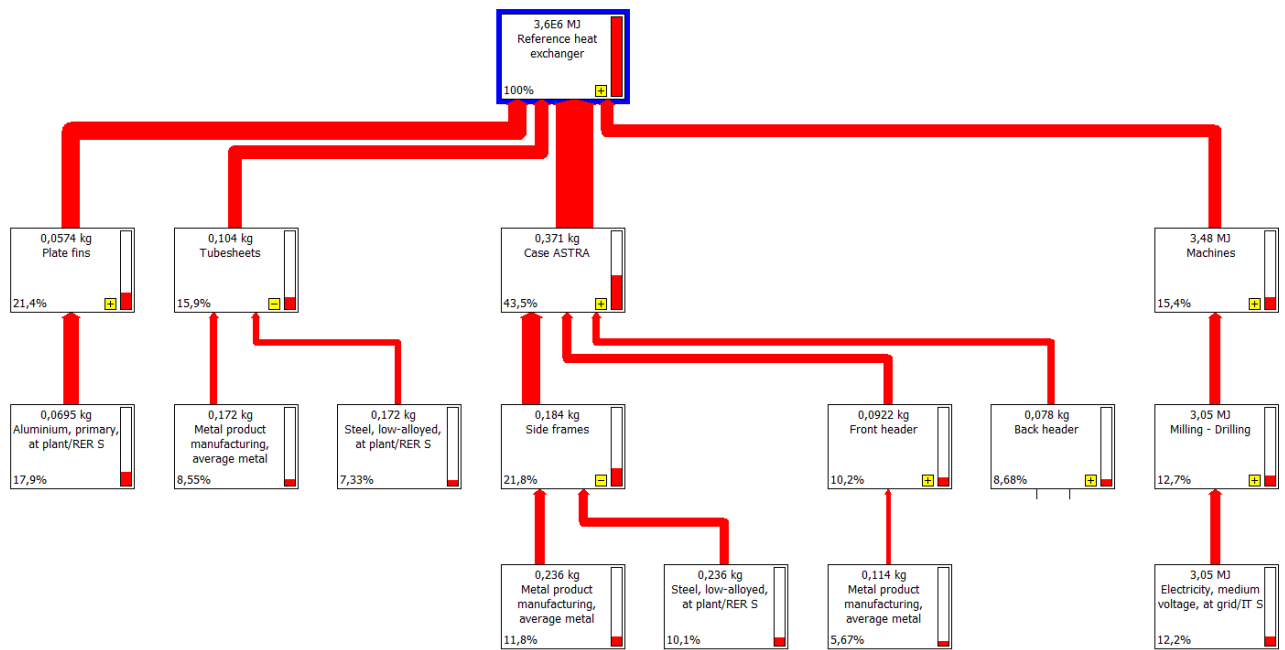 3,6E6 MJ
Reference heat
exchanger
100%
+
0,0574 kg
Plate fins
21,4%
+
0,104 kg
Tubesheets
15,9%
−
0,371 kg
Case ASTRA
43,5%
+
3,48 MJ
Machines
15,4%
+
0,0695 kg
Aluminium, primary,
at plant/RER S
17,9%
0,172 kg
Metal product
manufacturing,
average metal
8,55%
0,172 kg
Steel, low-alloyed,
at plant/RER S
7,33%
0,184 kg
Side frames
21,8%
−
0,0922 kg
Front header
10,2%
+
0,078 kg
Back header
8,68%
+
3,05 MJ
Milling - Drilling
12,7%
+
0,236 kg
Metal product
manufacturing,
average metal
11,8%
0,236 kg
Steel, low-alloyed,
at plant/RER S
10,1%
0,114 kg
Metal product
manufacturing,
average metal
5,67%
3,05 MJ
Electricity, medium
voltage, at grid/IT S
12,2%